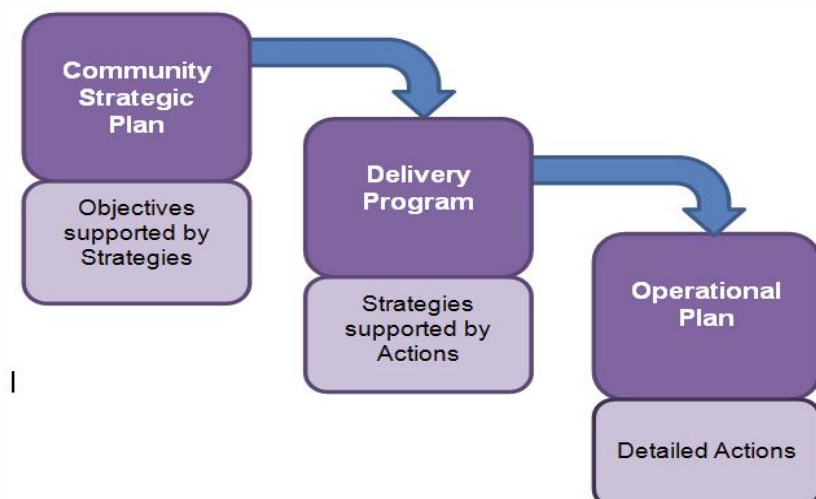 Community
Strategic
Plan
Objectives
supported by
Strategies
Delivery
Program
Strategies
supported by
Actions
Operational
Plan
Detailed Actions